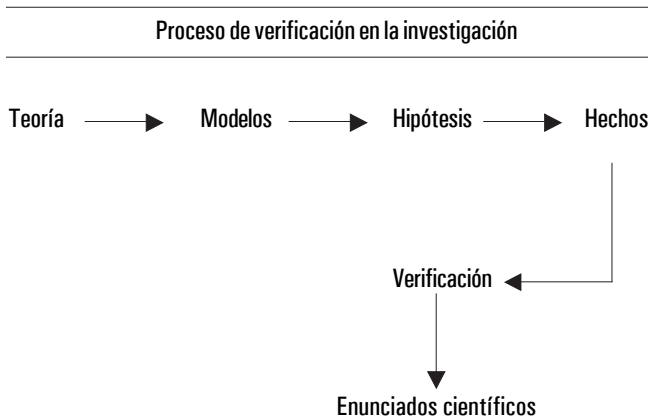 Proceso de verificación en la investigación
Teoría Modelos Hipótesis Hechos
Verificación
Enunciados científicos